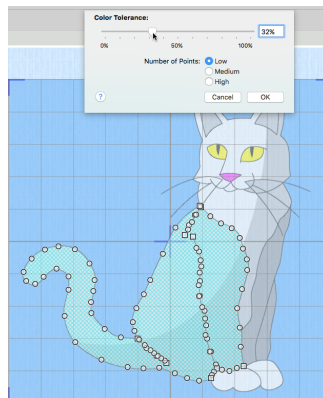 Color Tolerance:
32%
0% 50% 100%
Number of Points: Low
Medium
High
? Cancel OK